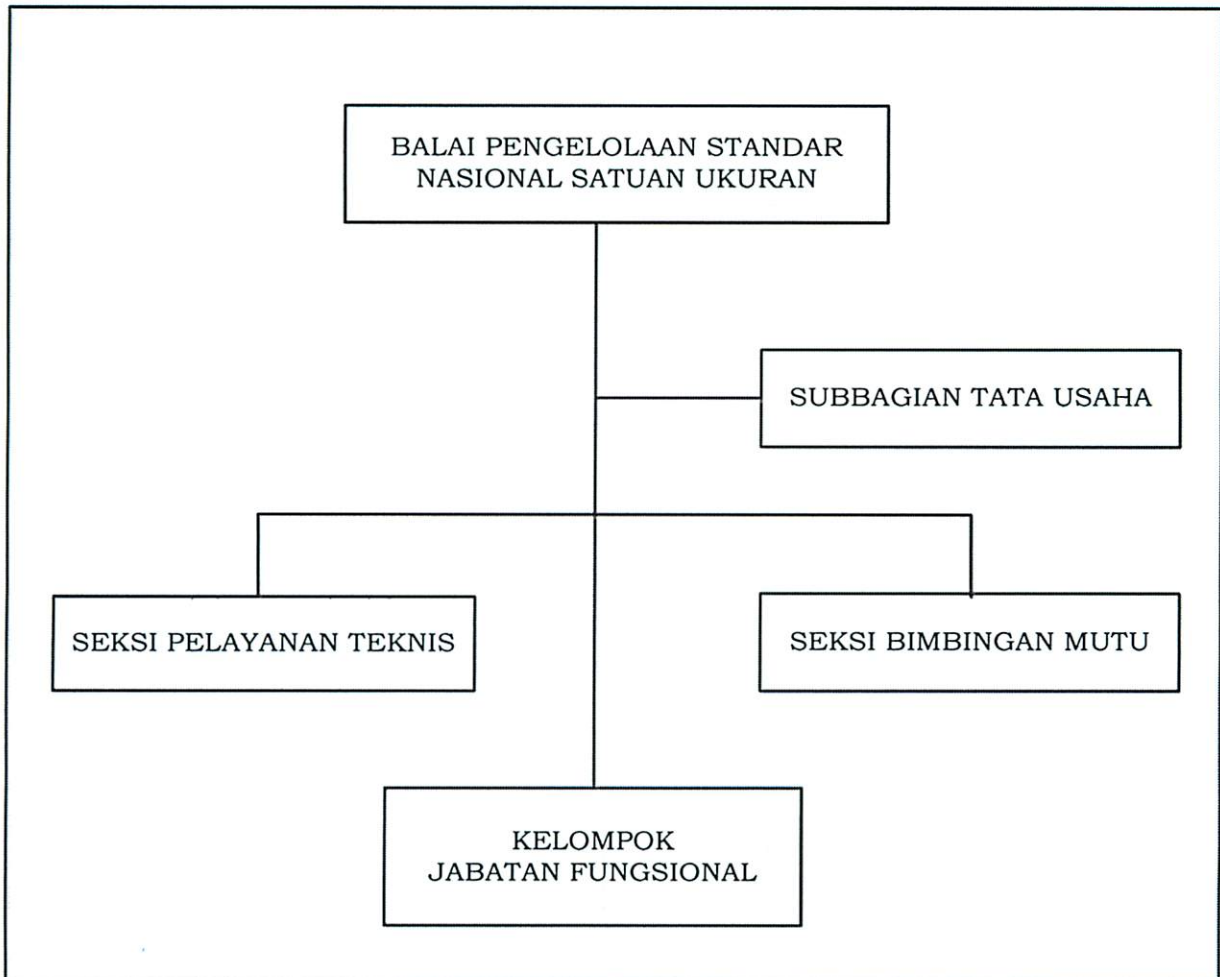 BALAI PENGELOLAAN STANDAR
NASIONAL SATUAN UKURAN
SUBBAGIAN TATA USAHA
SEKSI PELAYANAN TEKNIS
SEKSI BIMBINGAN MUTU
KELOMPOK
JABATAN FUNGSIONAL